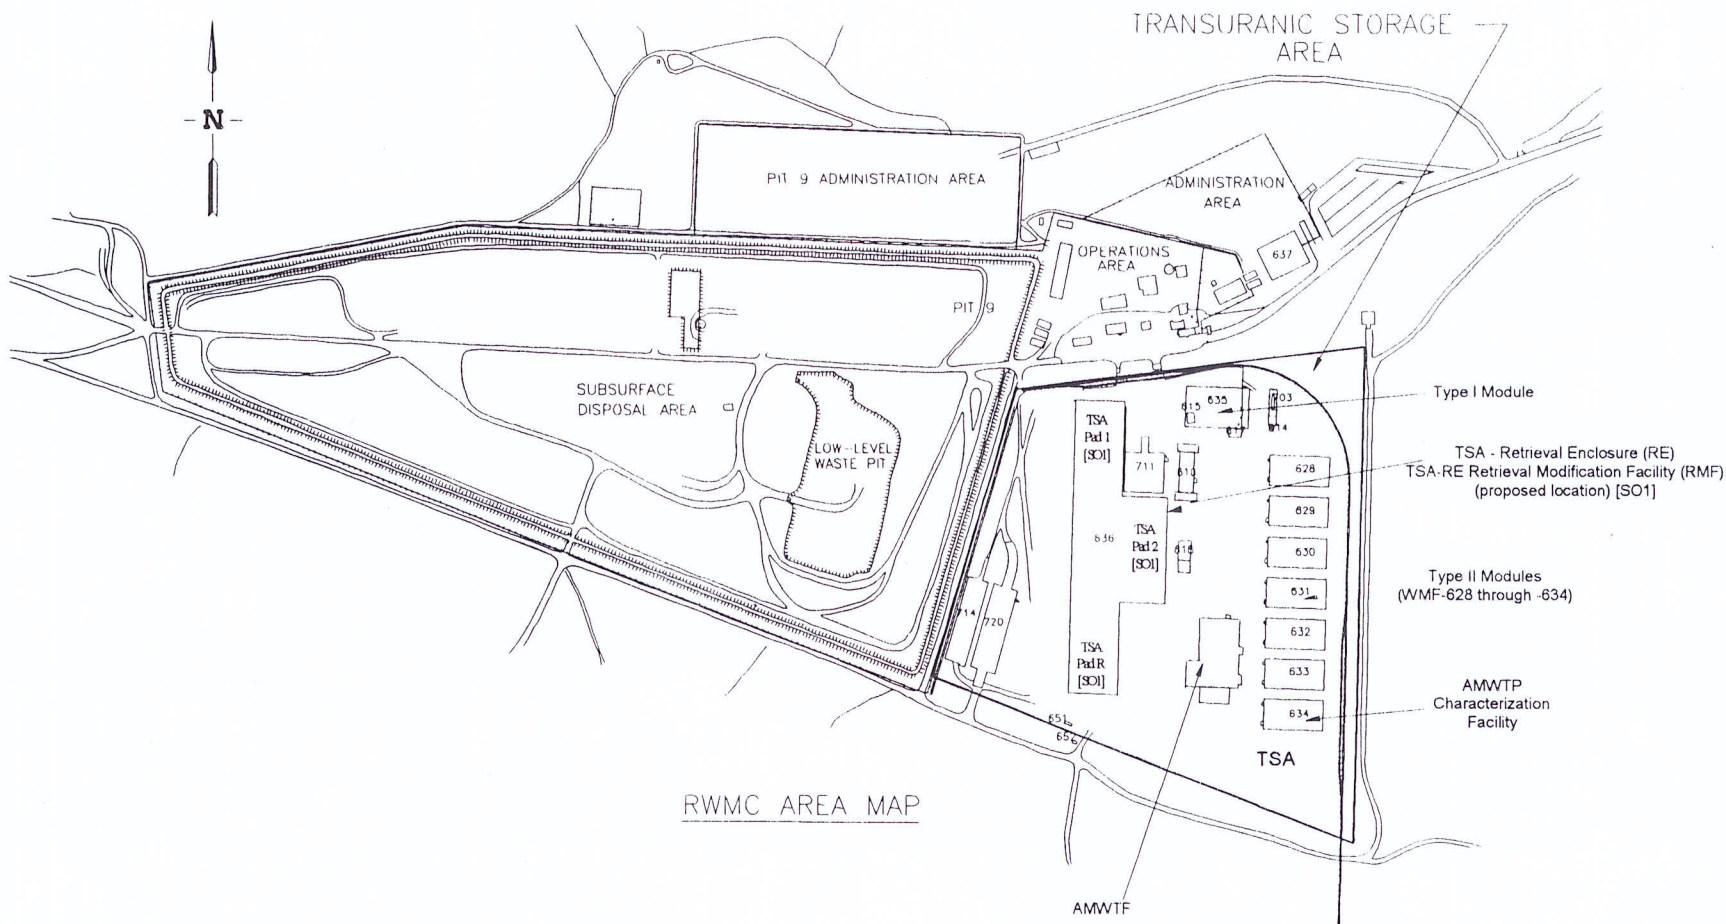 TRANSURANIC STORAGE
AREA
N
PIT 9 ADMINISTRATION AREA
ADMINISTRATION
AREA
OPERATIONS
AREA
637
PIT 9
SUBSURFACE
DISPOSAL AREA
LOW-LEVEL
WASTE PIT
TSA
Pad 1
[SO1]
711
610
615
635
Type I Module
TSA - Retrieval Enclosure (RE)
TSA-RE Retrieval Modification Facility (RMF)
(proposed location) [SO1]
628
629
636
TSA
Pad 2
[SO1]
618
630
631
Type II Modules
(WMF-628 through -634)
714
720
632
TSA
Pad R
[SO1]
633
634
AMWTP
Characterization
Facility
651
652
TSA
RWMC AREA MAP
AMWTF